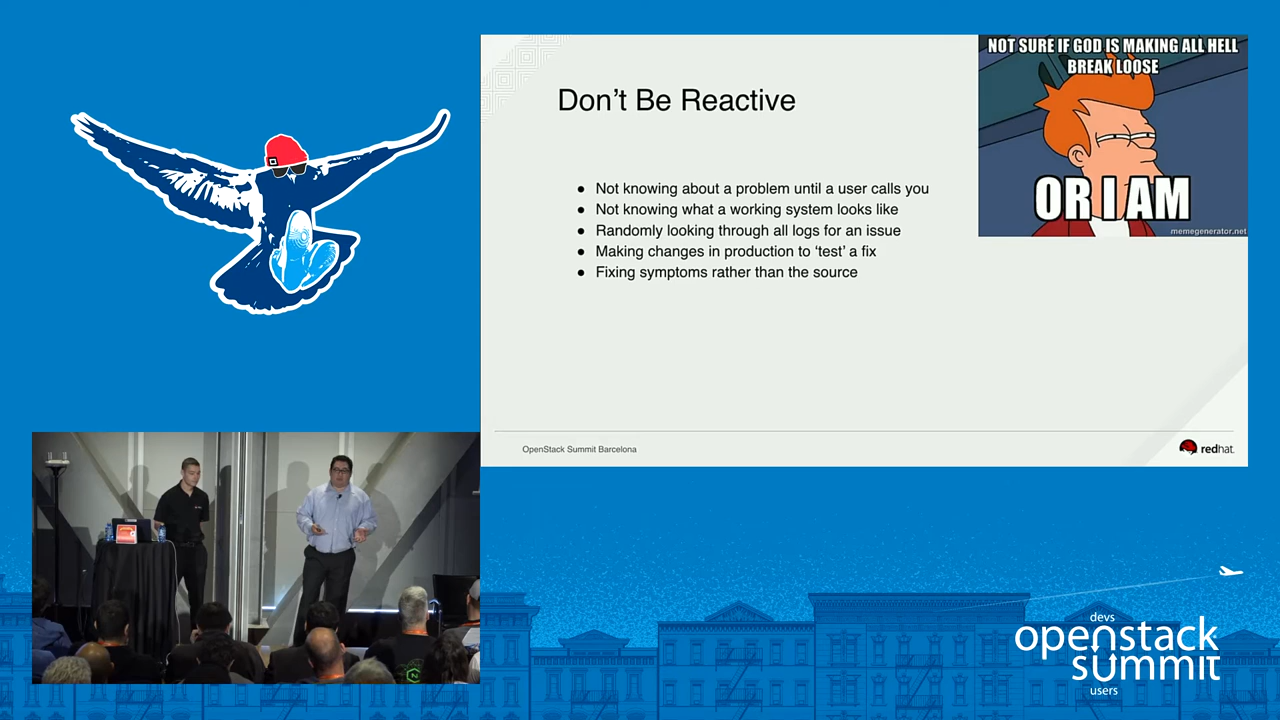 Don't Be Reactive
● Not knowing about a problem until a user calls you
● Not knowing what a working system looks like
● Randomly looking through all logs for an issue
● Making changes in production to 'test' a fix
● Fixing symptoms rather than the source
NOT SURE IF GOD IS MAKING ALL HELL
BREAK LOOSE
OR I AM
memegenerator.net
OpenStack Summit Barcelona
redhat.
devs
openstack
summit
users